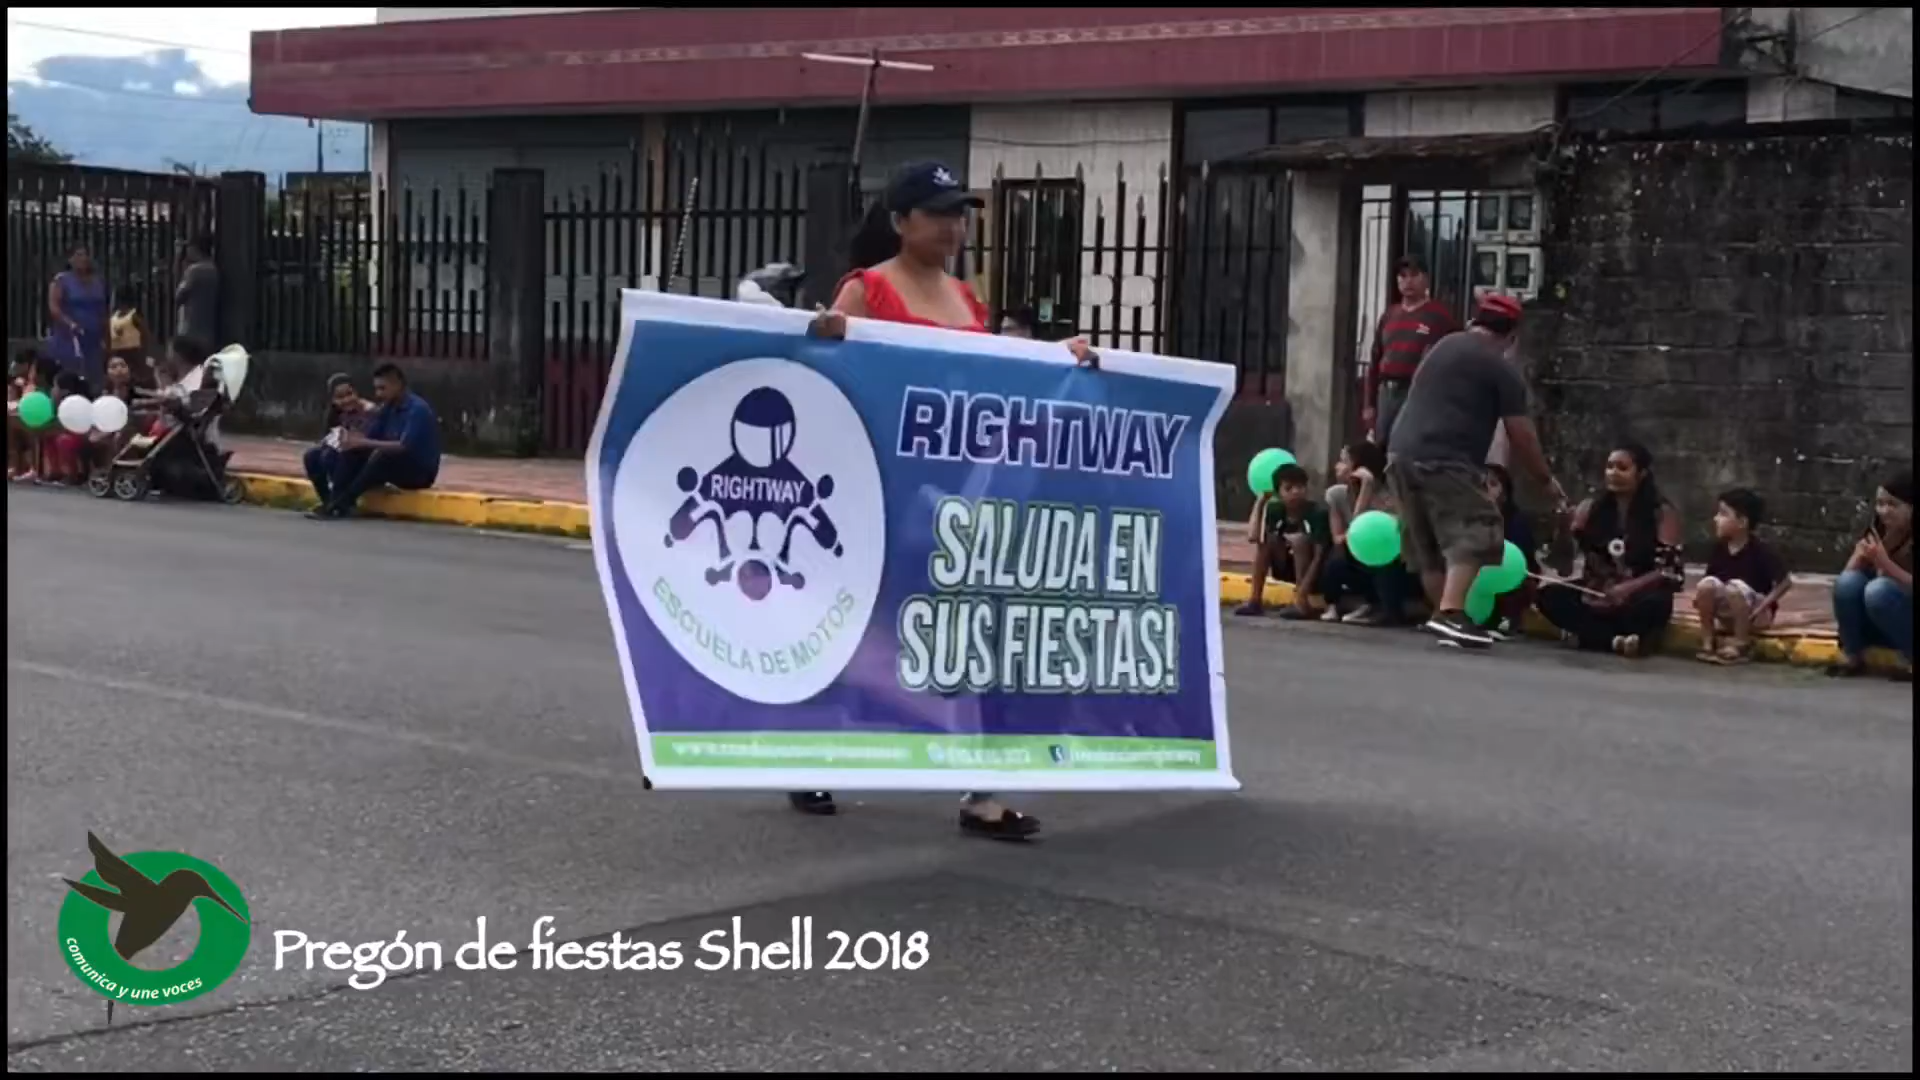 RIGHTWAY
RIGHTWAY
ESCUELA DE MOTOS
SALUDA EN
SUS FIESTAS!
comunica y une voces
Pregón de fiestas Shell 2018